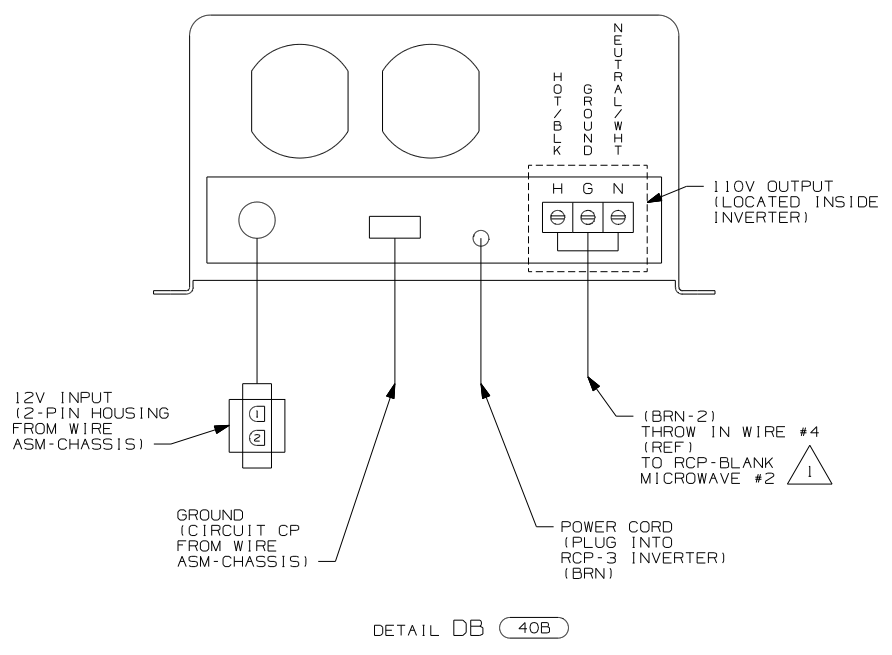 HOT/BLK
GROUND
NEUTRAL/WHT
H G N
110V OUTPUT
(LOCATED INSIDE
INVERTER)
12V INPUT
(2-PIN HOUSING
FROM WIRE
ASM-CHASSIS)
1
2
(BRN-2)
THROW IN WIRE #4
(REF)
TO RCP-BLANK
MICROWAVE #2
1
GROUND
(CIRCUIT CP
FROM WIRE
ASM-CHASSIS)
POWER CORD
(PLUG INTO
RCP-3 INVERTER)
(BRN)
DETAIL DB 40B